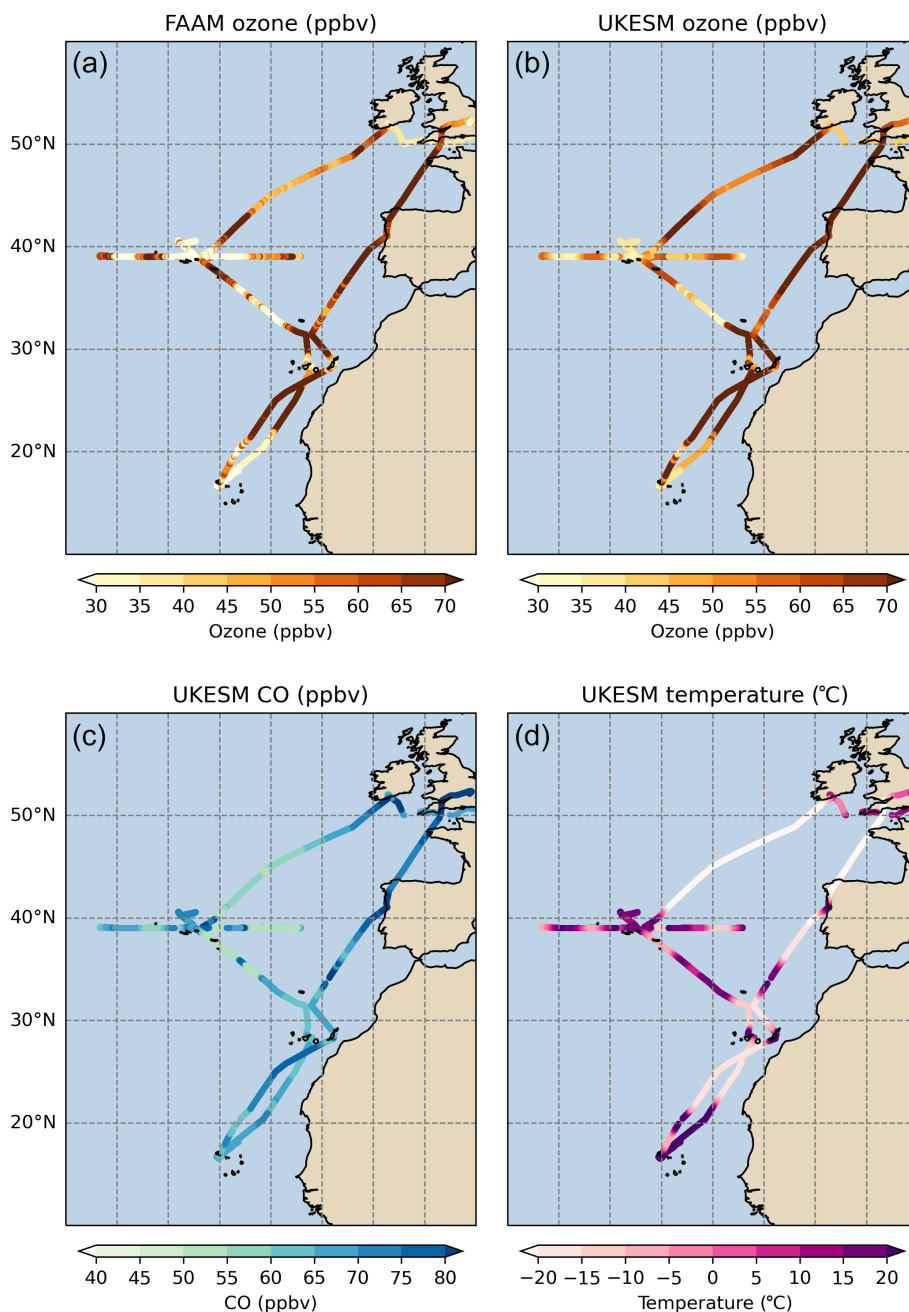 FAAM ozone (ppbv)
UKESM ozone (ppbv)
(a)
(b)
50°N
40°N
30°N
20°N
30 35 40 45 50 55 60 65 70
Ozone (ppbv)
30 35 40 45 50 55 60 65 70
Ozone (ppbv)
UKESM CO (ppbv)
UKESM temperature (°C)
(c)
(d)
50°N
40°N
30°N
20°N
40 45 50 55 60 65 70 75 80
CO (ppbv)
−20 −15 −10 −5 0 5 10 15 20
Temperature (°C)